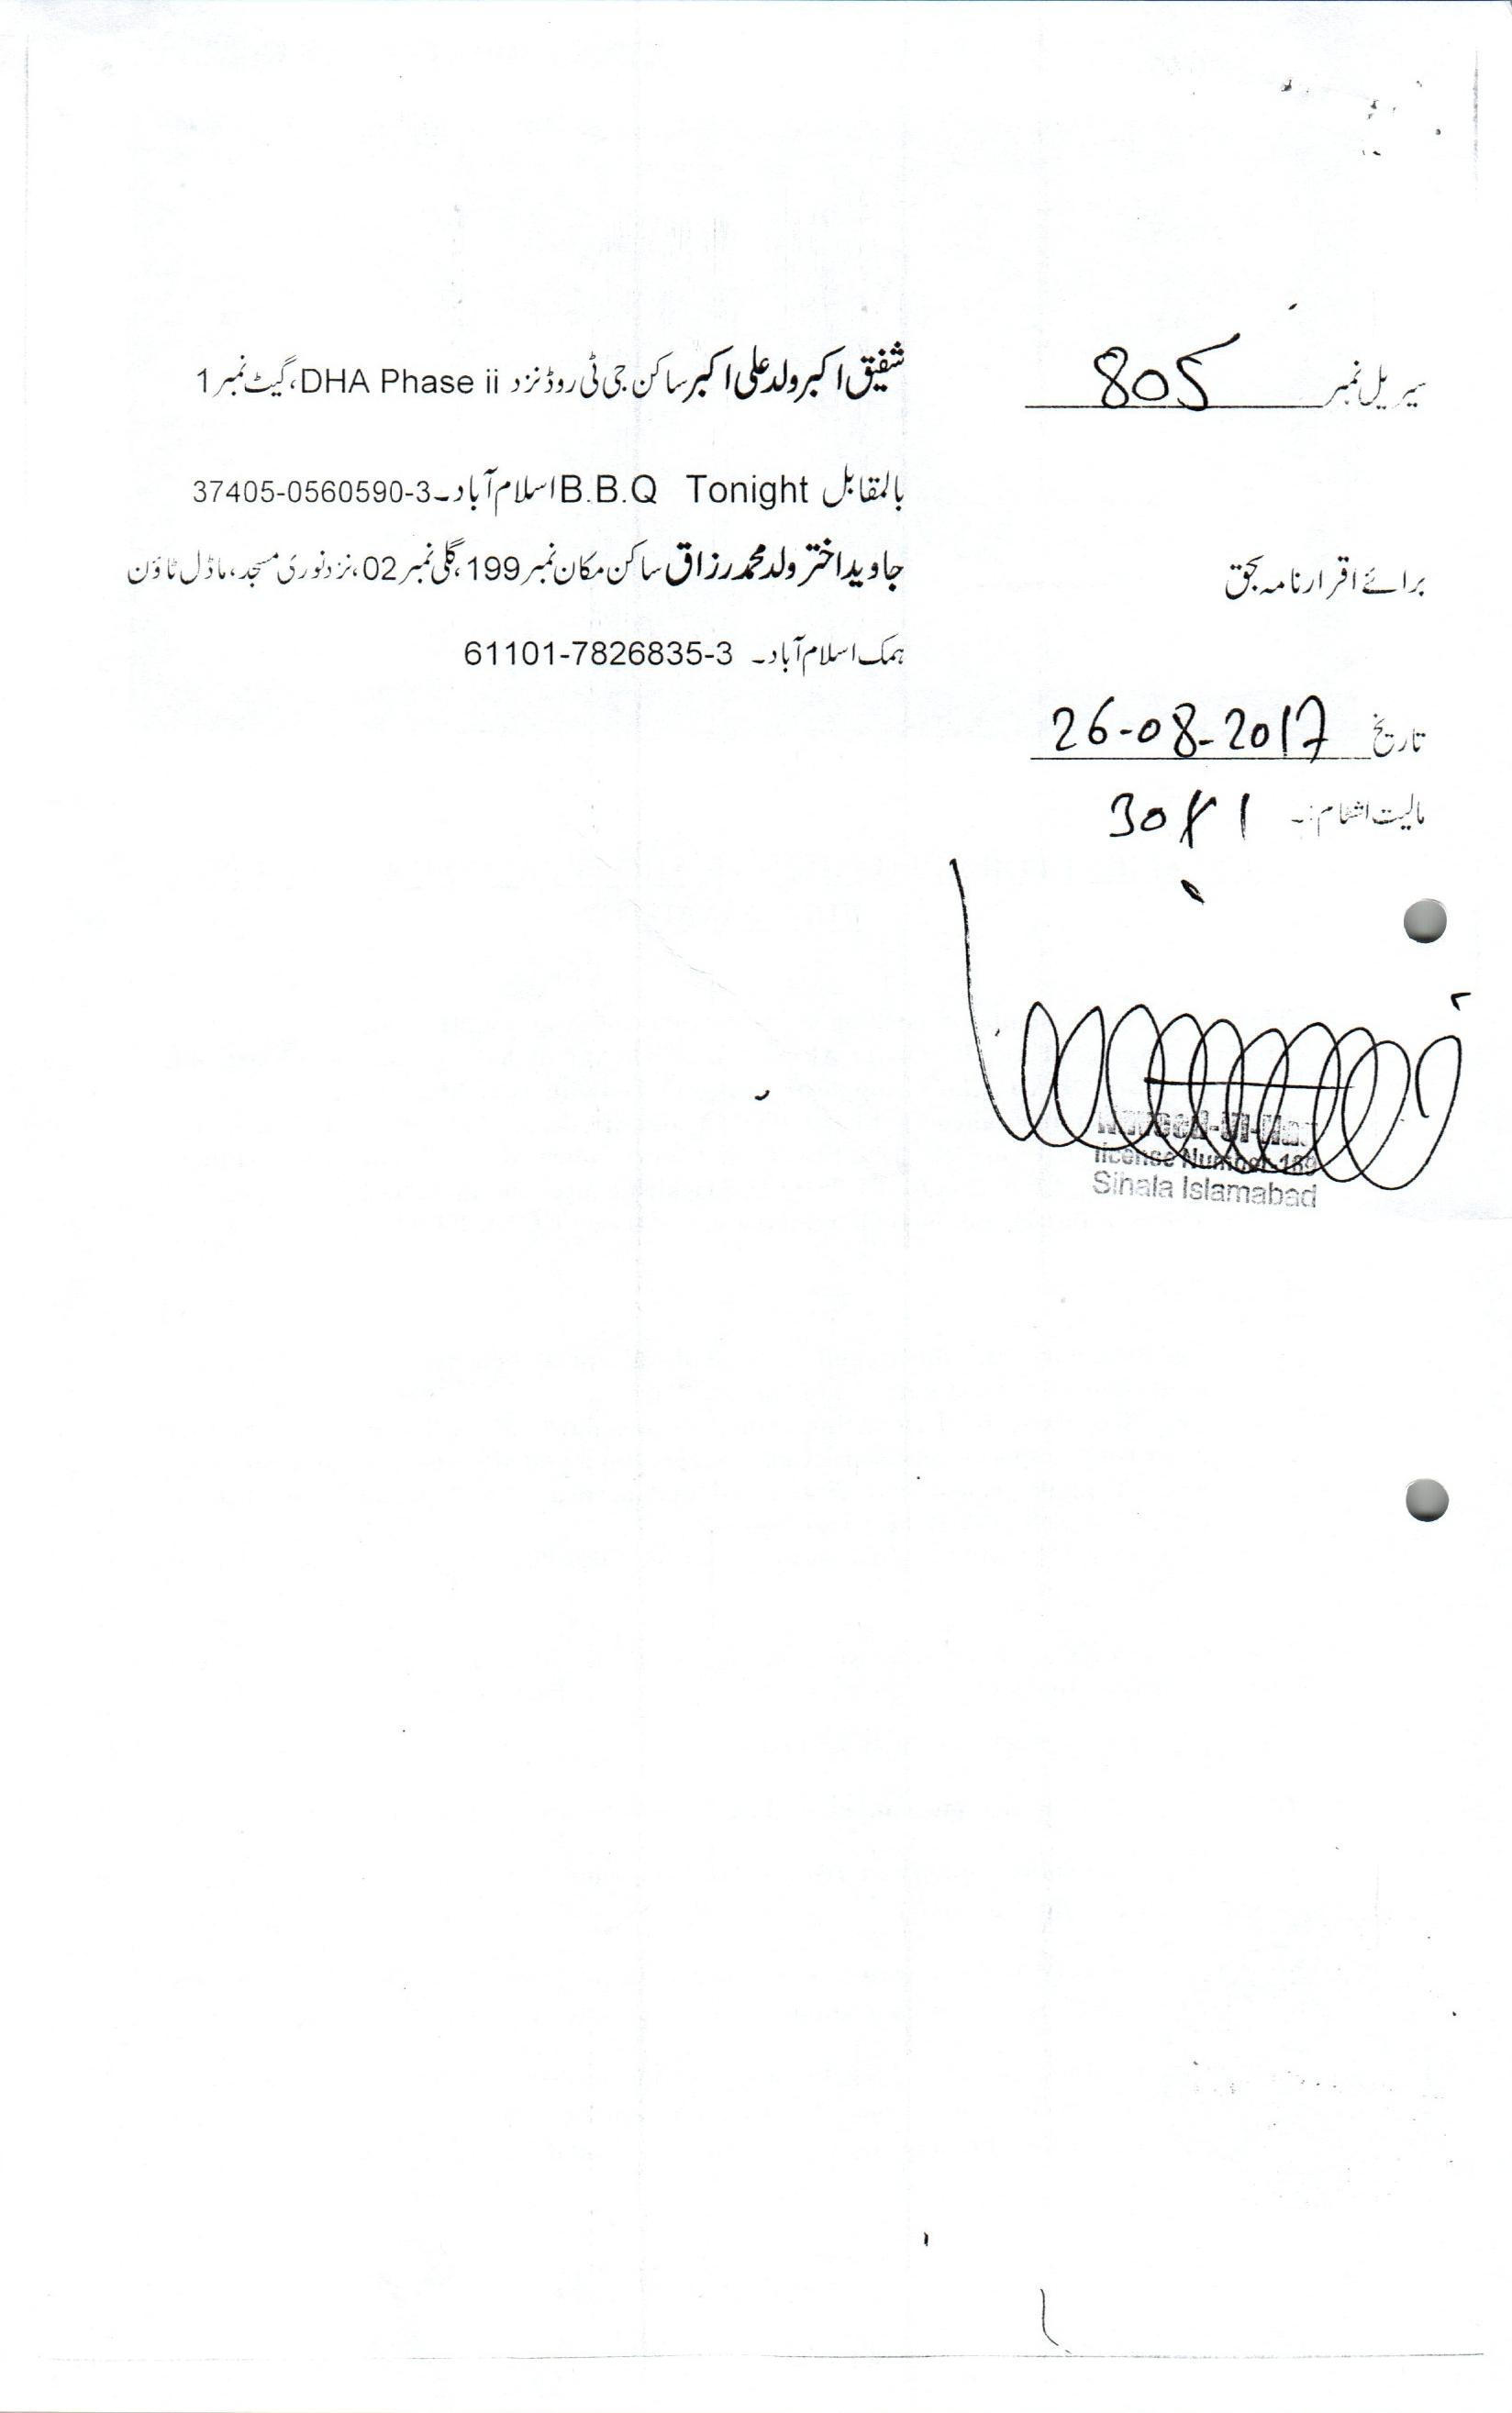 سیریل نمبر 805 شفیق اکبر ولد علی اکبر ساکن جی ٹی روڈ نزد DHA Phase ii، گیٹ نمبر 1
بالمقابل B.B.Q Tonight اسلام آباد۔ 37405-0560590-3
برائے اقرار نامہ بحق جاوید اختر ولد محمد رزاق ساکن مکان نمبر 199، گلی نمبر 02، نزد نوری مسجد، ماڈل ٹاؤن
ہمک اسلام آباد۔ 61101-7826835-3
تاریخ 26-08-2017
مالیت اشٹام:۔
license Number-189
Sihala Islamabad